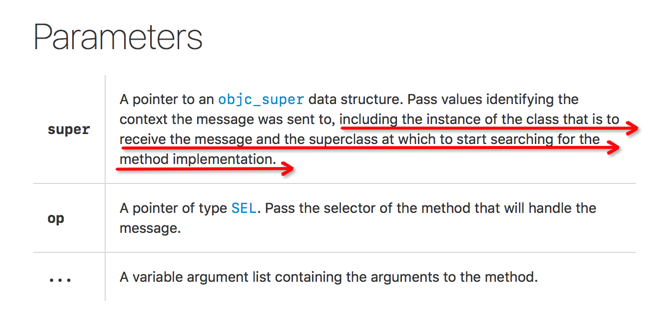 Parameters
A pointer to an objc_super data structure. Pass values identifying the
context the message was sent to, including the instance of the class that is to
super
receive the message and the superclass at which to start searching for the
method implementation.
A pointer of type SEL. Pass the selector of the method that will handle the
op
message.
... A variable argument list containing the arguments to the method.